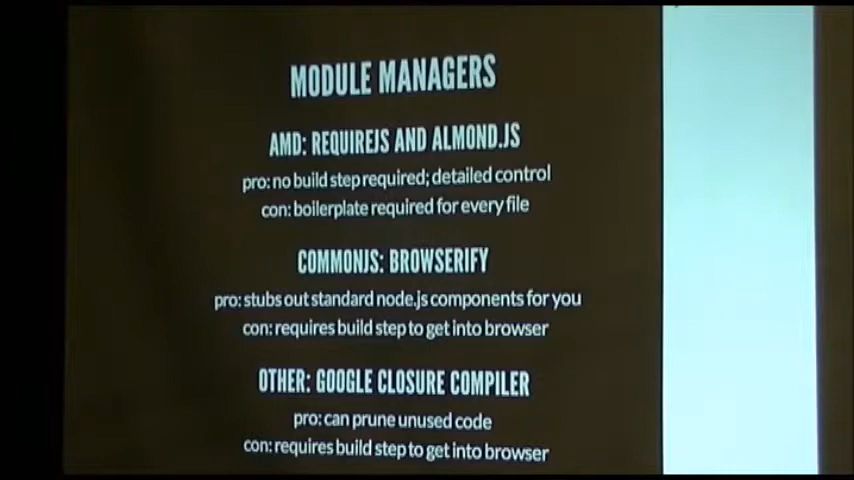 MODULE MANAGERS
AMD: REQUIREJS AND ALMOND.JS
pro: no build step required; detailed control
con: boilerplate required for every file
COMMONJS: BROWSERIFY
pro: stubs out standard node.js components for you
con: requires build step to get into browser
OTHER: GOOGLE CLOSURE COMPILER
pro: can prune unused code
con: requires build step to get into browser